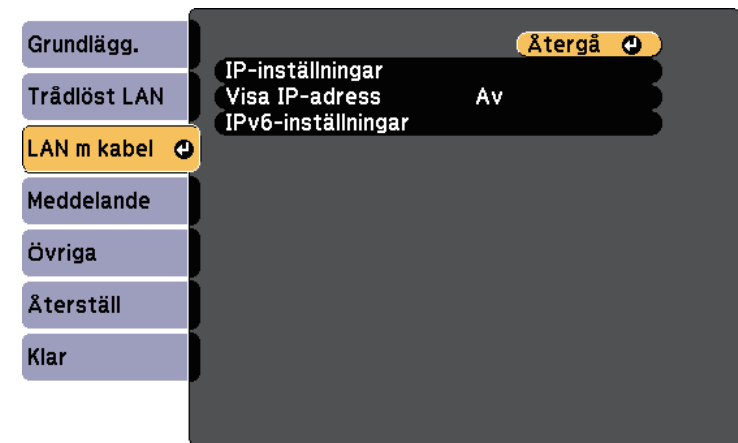 Grundlägg.
Trådlöst LAN
LAN m kabel
Meddelande
Övriga
Återställ
Klar
Återgå
IP-inställningar
Visa IP-adress Av
IPv6-inställningar